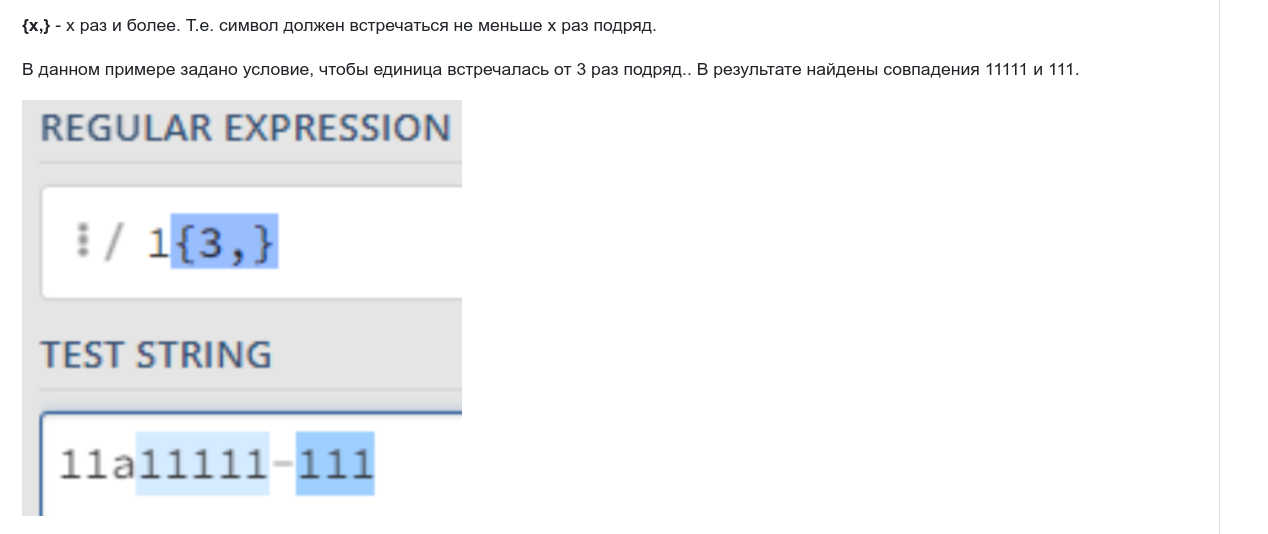 {x,} - x раз и более. Т.е. символ должен встречаться не меньше x раз подряд.
В данном примере задано условие, чтобы единица встречалась от 3 раз подряд.. В результате найдены совпадения 11111 и 111.
REGULAR EXPRESSION
⋮/ 1{3,}
TEST STRING
11a11111-111